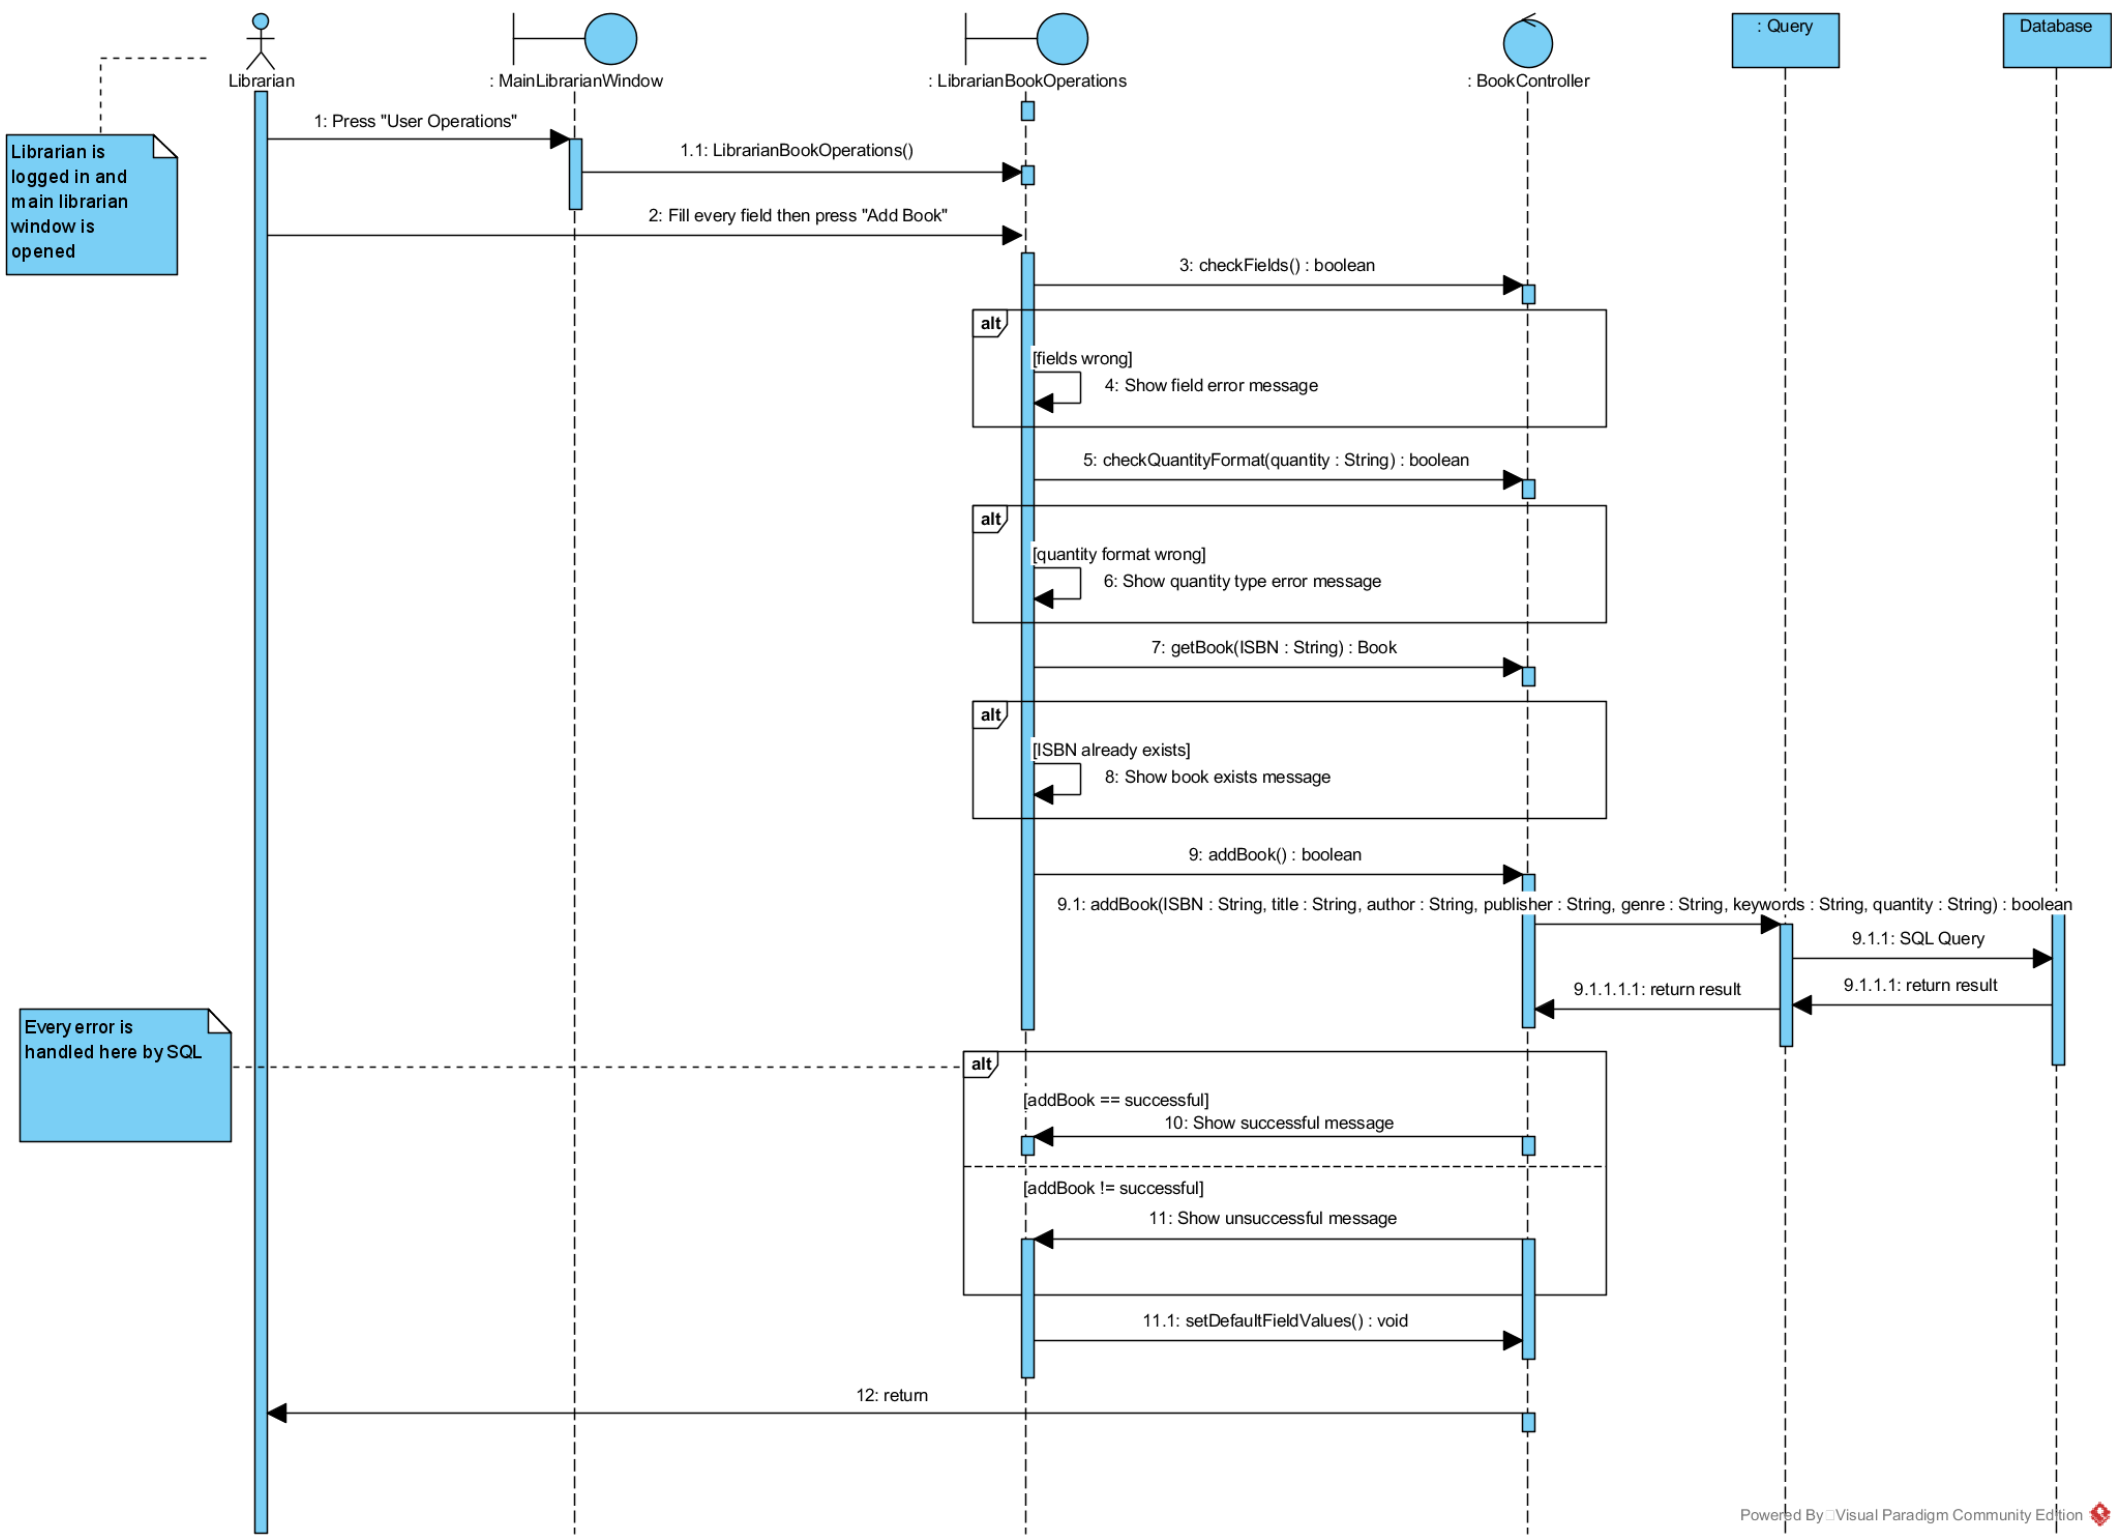 : Query
Database
Librarian
: MainLibrarianWindow
: LibrarianBookOperations
: BookController
1: Press "User Operations"
Librarian is
logged in and
main librarian
window is
opened
1.1: LibrarianBookOperations()
2: Fill every field then press "Add Book"
3: checkFields() : boolean
alt
[fields wrong]
4: Show field error message
5: checkQuantityFormat(quantity : String) : boolean
alt
[quantity format wrong]
6: Show quantity type error message
7: getBook(ISBN : String) : Book
alt
[ISBN already exists]
8: Show book exists message
9: addBook() : boolean
9.1: addBook(ISBN : String, title : String, author : String, publisher : String, genre : String, keywords : String, quantity : String) : boolean
9.1.1: SQL Query
9.1.1.1: return result
9.1.1.1.1: return result
Every error is
handled here by SQL
alt
[addBook == successful]
10: Show successful message
[addBook != successful]
11: Show unsuccessful message
11.1: setDefaultFieldValues() : void
12: return
Powered By Visual Paradigm Community Edition